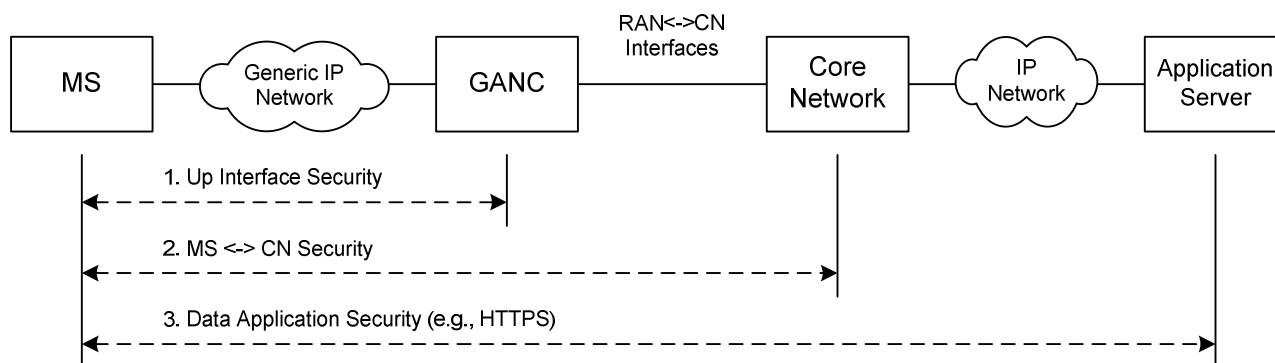 RAN<->CN
Interfaces
MS
Generic IP
Network
GANC
Core
Network
IP
Network
Application
Server
1. Up Interface Security
2. MS <-> CN Security
3. Data Application Security (e.g., HTTPS)